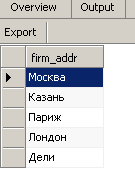 Overview Output
Export
firm_addr
Москва
Казань
Париж
Лондон
Дели